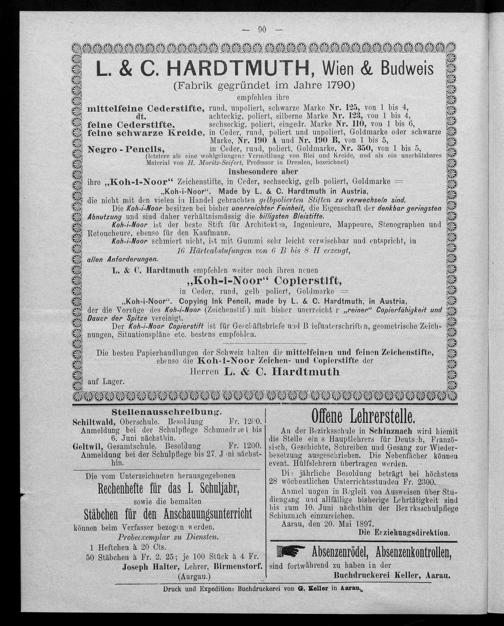 — 90 —
L. & C. HARDTMUTH, Wien & Budweis
(Fabrik gegründet im Jahre 1790)
empfehlen ihre
mittelfeine Cederstifte, rund, unpoliert, schwarze Marke Nr. 125, von 1 bis 4,
dt. achteckig, poliert, silberne Marke Nr. 123, von 1 bis 4,
feine Cederstifte, sechseckig, poliert, eingedr. Marke Nr. 110, von 1 bis 6,
feine schwarze Kreide, in Ceder, rund, poliert und unpoliert, Goldmarke oder schwarze
Marke, Nr. 190 A und Nr. 190 B, von 1 bis 5,
Negro-Pencils, in Ceder, rund, poliert, Goldmarke, Nr. 350, von 1 bis 5,
(letztere als eine wohlgelungene Vermittlung von Blei und Kreide, und als ein unschätzbares
Material von H. Moritz-Seifert, Professor in Dresden, bezeichnet)
insbesondere aber
ihre „Koh-I-Noor" Zeichenstifte, in Ceder, sechseckig, gelb poliert, Goldmarke =
„Koh-i-Noor". Made by L. & C. Hardtmuth in Austria,
die nicht mit den vielen in Handel gebrachten gelbpolierten Stiften zu verwechseln sind.
Die Koh-i-Noor besitzen bei bisher unerreichter Feinheit, die Eigenschaft der denkbar geringsten
Abnutzung und sind daher verhältnismässig die billigsten Bleistifte.
Koh-i-Noor ist der beste Stift für Architekten, Ingenieure, Mappeure, Stenographen und
Retoucheure, ebenso für den Kaufmann.
Koh-i-Noor schmiert nicht, ist mit Gummi sehr leicht verwischbar und entspricht, in
16 Härteabstufungen von 6 B bis 8 H erzeugt,
allen Anforderungen.
L. & C. Hardtmuth empfehlen weiter noch ihren neuen
„Koh-I-Noor" Copierstift,
in Ceder, rund, gelb poliert, Goldmarke =
„Koh-i-Noor". Copying Ink Pencil, made by L. & C. Hardtmuth, in Austria,
der die Vorzüge des Koh-i-Noor (Zeichenstif) mit bisher unerreicht r „reiner" Copierfähigkeit und
Dauer der Spitze vereinigt.
Der Koh-i-Noor Copierstift ist für Geschäftsbriefe und B iefunterschriften, geometrische Zeich-
nungen, Situationspläne etc. bestens empfohlen.
Die besten Papierhandlungen der Schweiz halten die mittelfeinen und feinen Zeichenstifte,
ebenso die Koh-I-Noor Zeichen- und Copierstifte der
Herren L. & C. Hardtmuth
auf Lager.
Stellenausschreibung.
Schiltwald, Oberschule. Besoldung Fr. 1200.
Anmeldung bei der Schulpflege Schmiedrued bis
6. Juni nächsthin.
Geltwil, Gesamtschule. Besoldung Fr. 1200.
Anmeldung bei der Schulpflege bis 27. Juni nächst-
hin.
Die vom Unterzeichneten herausgegebenen
Rechenhefte für das I. Schuljahr,
sowie die bemalten
Stäbchen für den Anschauungsunterricht
können beim Verfasser bezogen werden.
Probeexemplar zu Diensten.
1 Heftchen à 20 Cts.
50 Stäbchen à Fr. 2. 25; je 100 Stück à 4 Fr.
Joseph Halter, Lehrer, Birmenstorf.
(Aargau.)
Offene Lehrerstelle.
An der Bezirksschule in Schinznach wird hiemit
die Stelle eines Hauptlehrers für Deutsch, Franzö-
sisch, Geschichte, Schreiben und Gesang zur Wieder-
besetzung ausgeschrieben. Die Nebenfächer können
event. Hülfslehrern übertragen werden.
Die jährliche Besoldung beträgt bei höchstens
28 wöchentlichen Unterrichtsstunden Fr. 2300.
Anmeldungen in Begleit von Ausweisen über Stu-
diengang und allfällige bisherige Lehrtätigkeit sind
bis zum 10. Juni nächsthin der Bezirksschulpflege
Schinznach einzureichen.
Aarau, den 20. Mai 1897.
Die Erziehungsdirektion.
Absenzenrödel, Absenzenkontrollen,
sind fortwährend zu haben in der
Buchdruckerei Keller, Aarau.
Druck und Expedition: Buchdruckerei von G. Keller in Aarau.